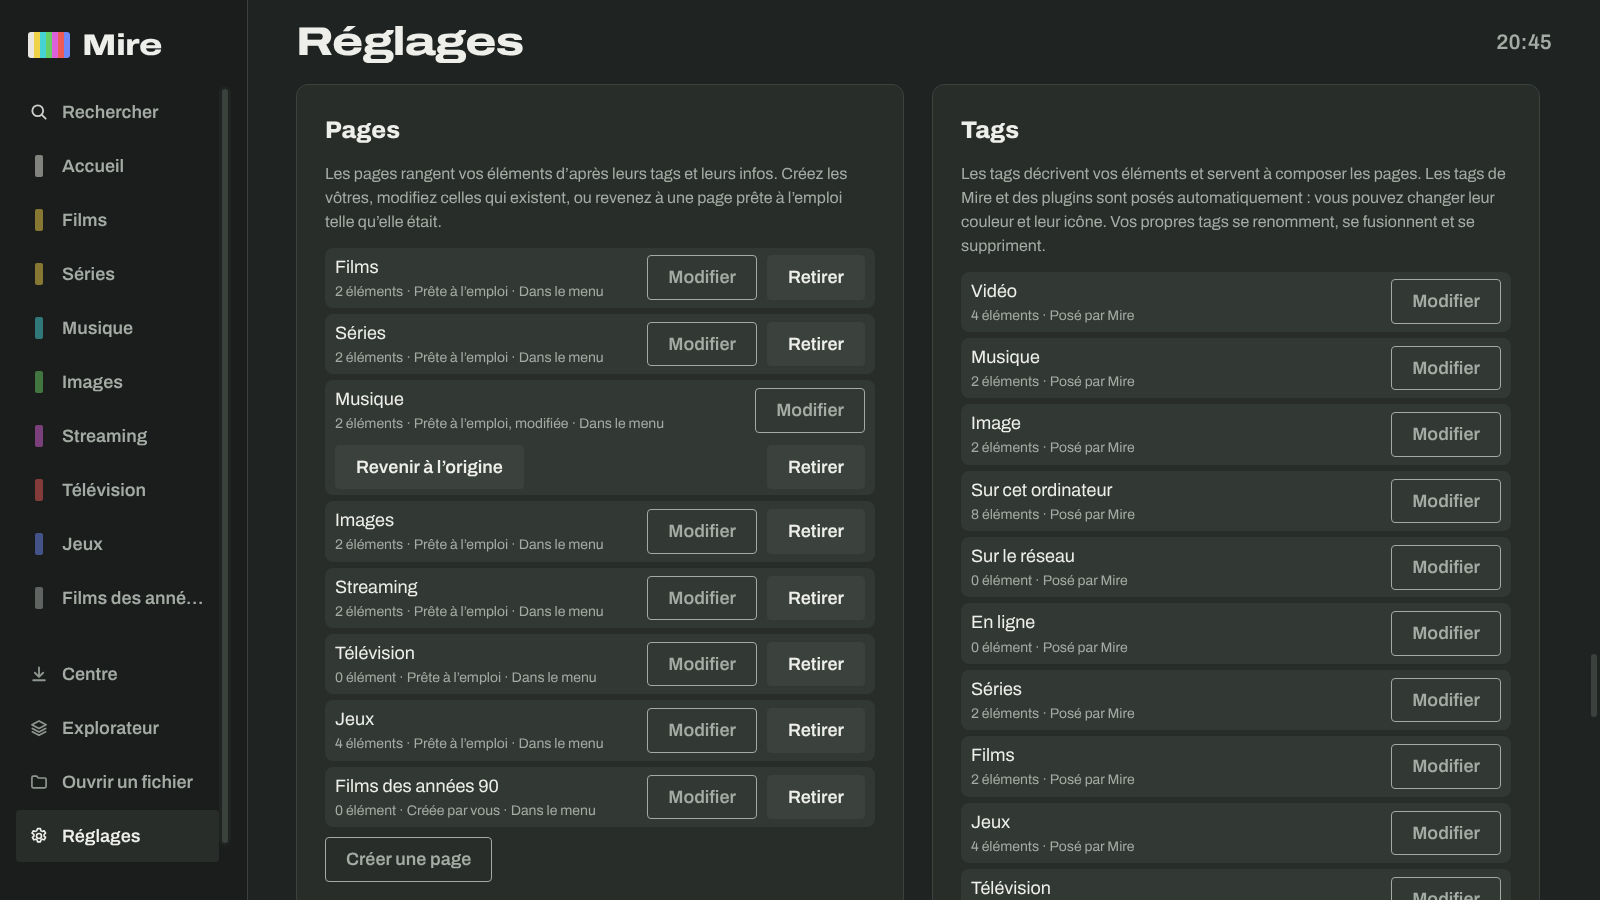 Mire
Rechercher
Accueil
Films
Séries
Musique
Images
Streaming
Télévision
Jeux
Films des anné…
Centre
Explorateur
Ouvrir un fichier
Réglages
Réglages
20:45
Pages
Les pages rangent vos éléments d’après leurs tags et leurs infos. Créez les
vôtres, modifiez celles qui existent, ou revenez à une page prête à l’emploi
telle qu’elle était.
Films
2 éléments · Prête à l’emploi · Dans le menu
Modifier
Retirer
Séries
2 éléments · Prête à l’emploi · Dans le menu
Modifier
Retirer
Musique
2 éléments · Prête à l’emploi, modifiée · Dans le menu
Modifier
Revenir à l’origine
Retirer
Images
2 éléments · Prête à l’emploi · Dans le menu
Modifier
Retirer
Streaming
2 éléments · Prête à l’emploi · Dans le menu
Modifier
Retirer
Télévision
0 élément · Prête à l’emploi · Dans le menu
Modifier
Retirer
Jeux
4 éléments · Prête à l’emploi · Dans le menu
Modifier
Retirer
Films des années 90
0 élément · Créée par vous · Dans le menu
Modifier
Retirer
Créer une page
Tags
Les tags décrivent vos éléments et servent à composer les pages. Les tags de
Mire et des plugins sont posés automatiquement : vous pouvez changer leur
couleur et leur icône. Vos propres tags se renomment, se fusionnent et se
suppriment.
Vidéo
4 éléments · Posé par Mire
Modifier
Musique
2 éléments · Posé par Mire
Modifier
Image
2 éléments · Posé par Mire
Modifier
Sur cet ordinateur
8 éléments · Posé par Mire
Modifier
Sur le réseau
0 élément · Posé par Mire
Modifier
En ligne
0 élément · Posé par Mire
Modifier
Séries
2 éléments · Posé par Mire
Modifier
Films
2 éléments · Posé par Mire
Modifier
Jeux
4 éléments · Posé par Mire
Modifier
Télévision
Modifier